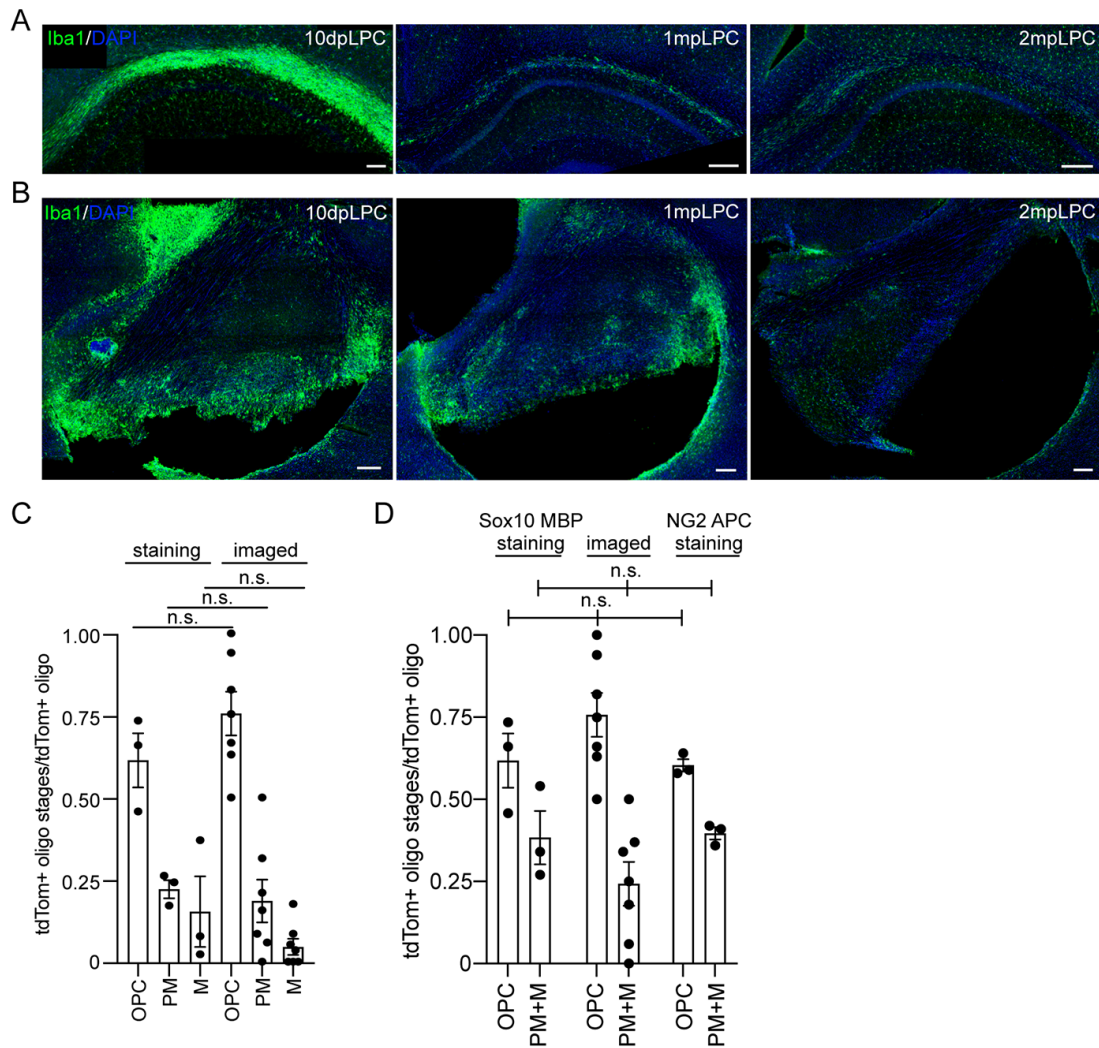 A
Iba1/DAPI
10dpLPC
1mpLPC
2mpLPC
B
Iba1/DAPI
10dpLPC
1mpLPC
2mpLPC
C
staining
imaged
n.s.
n.s.
n.s.
tdTom+ oligo stages/tdTom+ oligo
1.00
0.75
0.50
0.25
0
OPC
PM
M
OPC
PM
M
D
Sox10 MBP
staining
imaged
NG2 APC
staining
n.s.
n.s.
tdTom+ oligo stages/tdTom+ oligo
1.00
0.75
0.50
0.25
0
OPC
PM+M
OPC
PM+M
OPC
PM+M